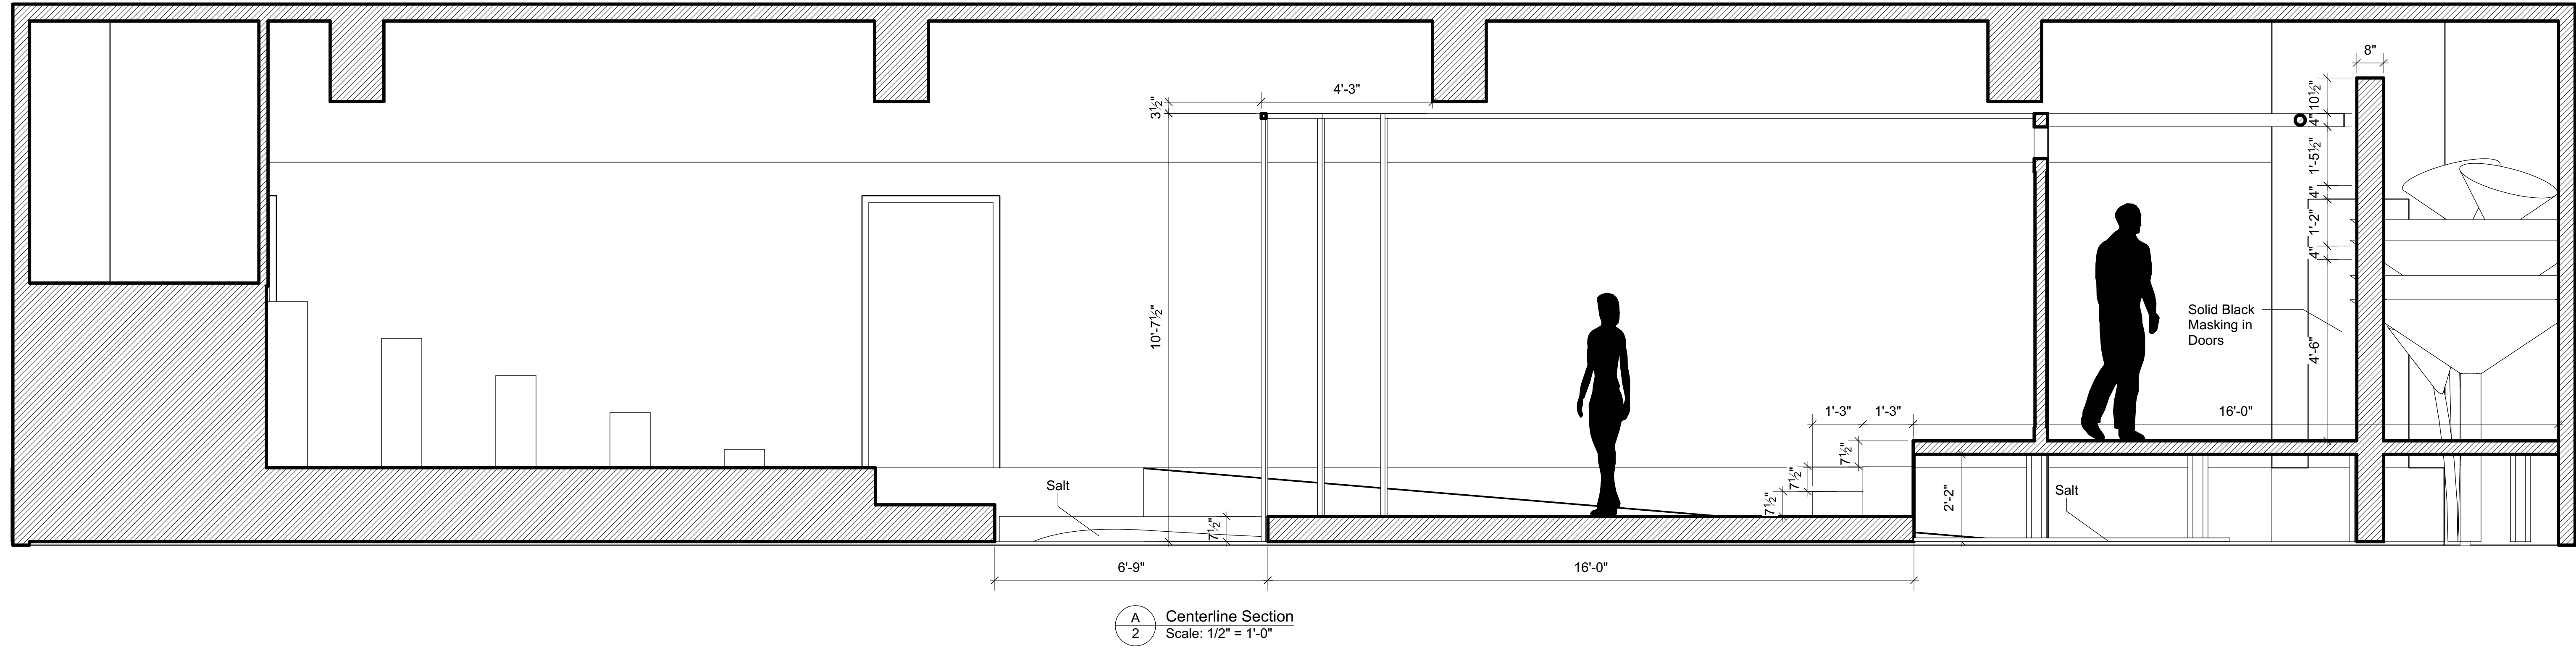 8"
4'-3"
3½"
10½"
4"
1'-5½"
4"
1'-2"
4"
Solid Black
Masking in
Doors
10'-7½"
4'-6"
1'-3"
1'-3"
16'-0"
7½"
7½"
7½"
Salt
Salt
2'-2"
7½"
6'-9"
16'-0"
A
2
Centerline Section
Scale: 1/2" = 1'-0"